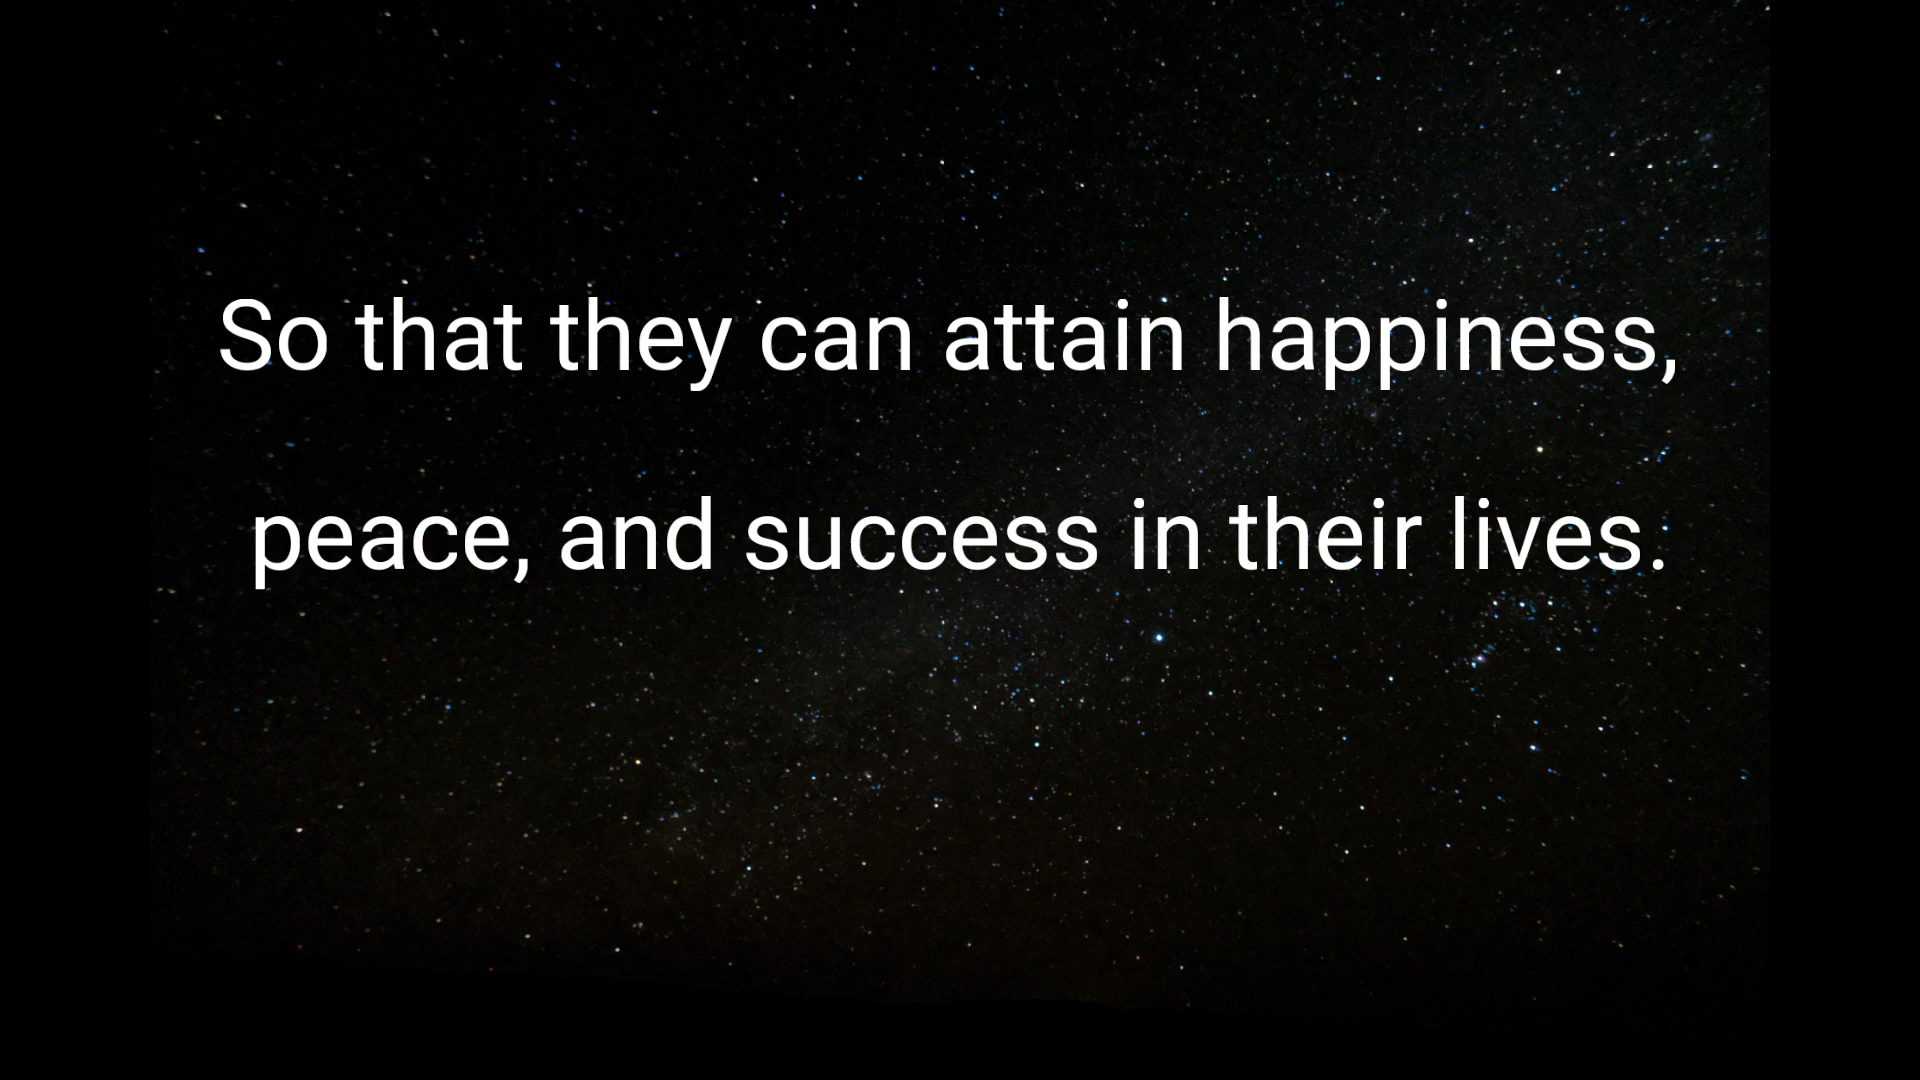 So that they can attain happiness,
peace, and success in their lives.